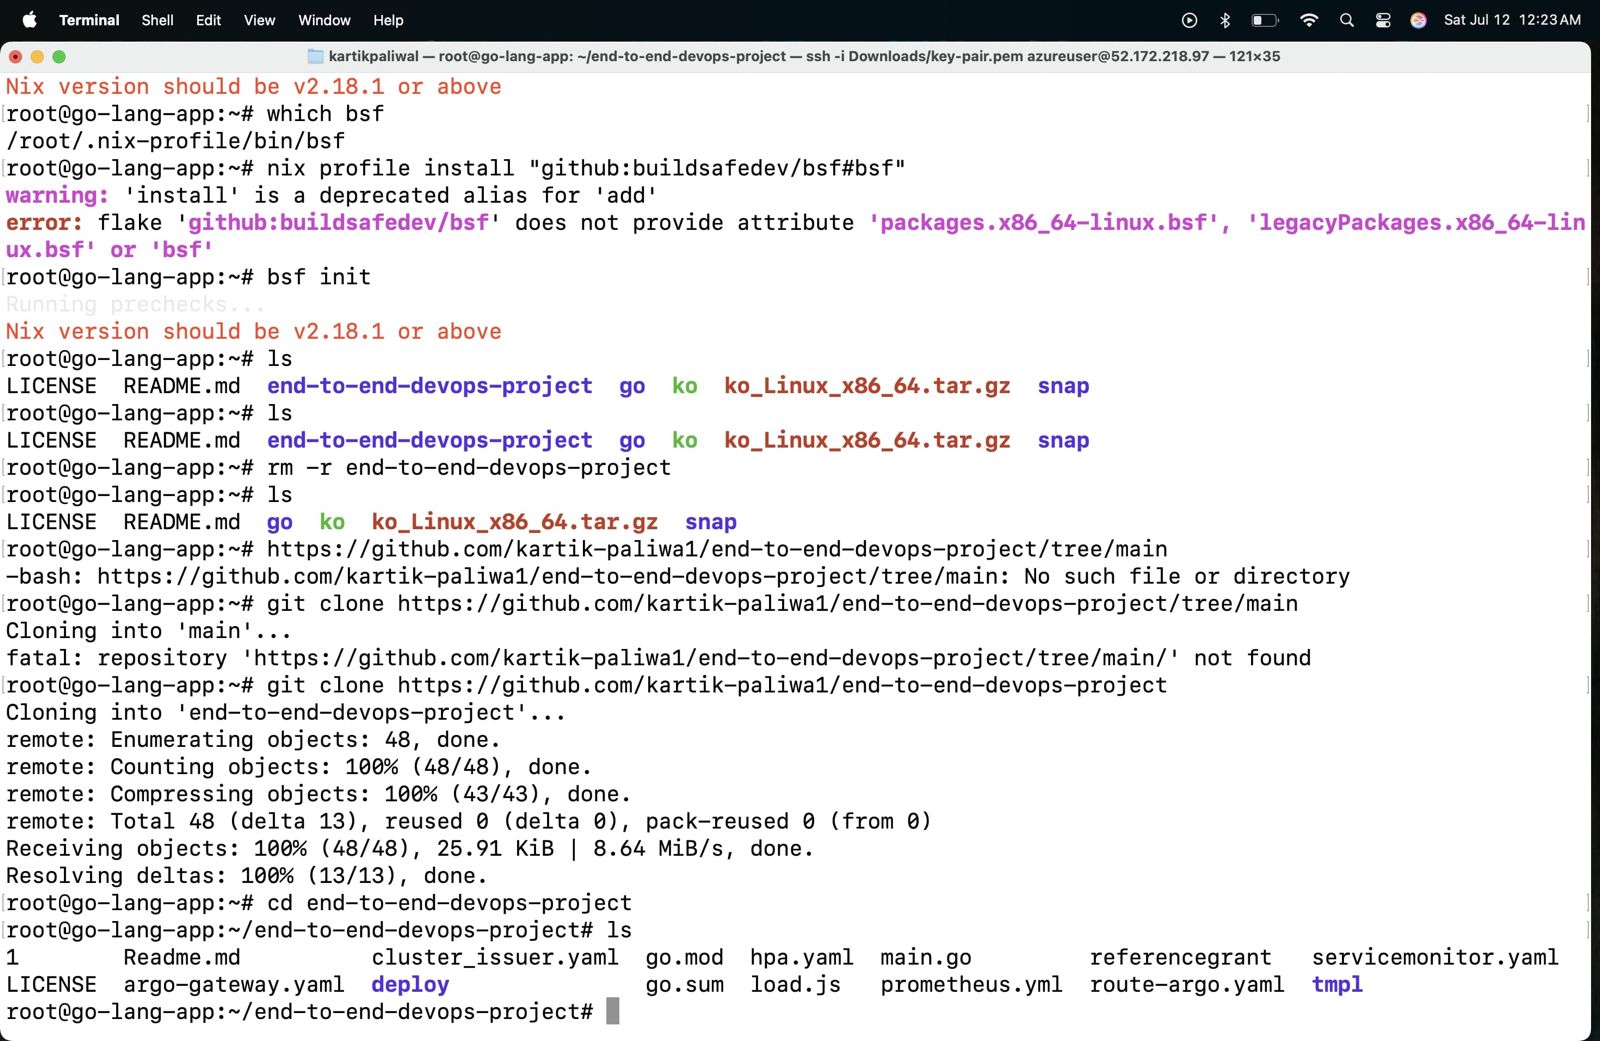 Terminal Shell Edit View Window Help Sat Jul 12 12:23 AM
kartikpaliwal — root@go-lang-app: ~/end-to-end-devops-project — ssh -i Downloads/key-pair.pem azureuser@52.172.218.97 — 121×35
Nix version should be v2.18.1 or above
root@go-lang-app:~# which bsf
/root/.nix-profile/bin/bsf
root@go-lang-app:~# nix profile install "github:buildsafedev/bsf#bsf"
warning: 'install' is a deprecated alias for 'add'
error: flake 'github:buildsafedev/bsf' does not provide attribute 'packages.x86_64-linux.bsf', 'legacyPackages.x86_64-lin
ux.bsf' or 'bsf'
root@go-lang-app:~# bsf init
Running prechecks...
Nix version should be v2.18.1 or above
root@go-lang-app:~# ls
LICENSE README.md end-to-end-devops-project go ko ko_Linux_x86_64.tar.gz snap
root@go-lang-app:~# ls
LICENSE README.md end-to-end-devops-project go ko ko_Linux_x86_64.tar.gz snap
root@go-lang-app:~# rm -r end-to-end-devops-project
root@go-lang-app:~# ls
LICENSE README.md go ko ko_Linux_x86_64.tar.gz snap
root@go-lang-app:~# https://github.com/kartik-paliwa1/end-to-end-devops-project/tree/main
-bash: https://github.com/kartik-paliwa1/end-to-end-devops-project/tree/main: No such file or directory
root@go-lang-app:~# git clone https://github.com/kartik-paliwa1/end-to-end-devops-project/tree/main
Cloning into 'main'...
fatal: repository 'https://github.com/kartik-paliwa1/end-to-end-devops-project/tree/main/' not found
root@go-lang-app:~# git clone https://github.com/kartik-paliwa1/end-to-end-devops-project
Cloning into 'end-to-end-devops-project'...
remote: Enumerating objects: 48, done.
remote: Counting objects: 100% (48/48), done.
remote: Compressing objects: 100% (43/43), done.
remote: Total 48 (delta 13), reused 0 (delta 0), pack-reused 0 (from 0)
Receiving objects: 100% (48/48), 25.91 KiB | 8.64 MiB/s, done.
Resolving deltas: 100% (13/13), done.
root@go-lang-app:~# cd end-to-end-devops-project
root@go-lang-app:~/end-to-end-devops-project# ls
1 Readme.md cluster_issuer.yaml go.mod hpa.yaml main.go referencegrant servicemonitor.yaml
LICENSE argo-gateway.yaml deploy go.sum load.js prometheus.yml route-argo.yaml tmpl
root@go-lang-app:~/end-to-end-devops-project#